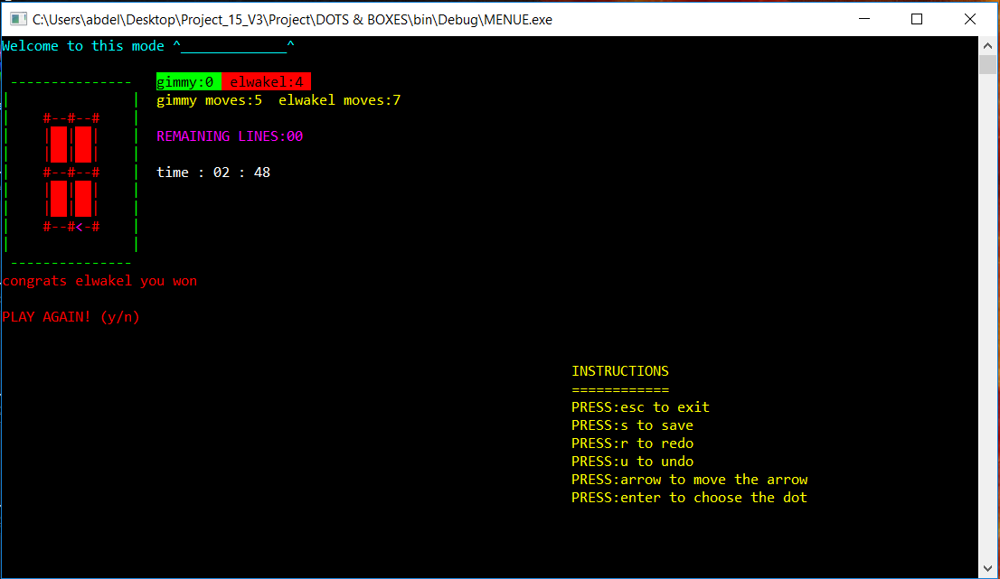 C:\Users\abdel\Desktop\Project_15_V3\Project\DOTS & BOXES\bin\Debug\MENUE.exe
Welcome to this mode ^_____________^
---------------
gimmy:0 elwakel:4
gimmy moves:5 elwakel moves:7
#--#--#
| | |
REMAINING LINES:00
| | |
#--#--#
time : 02 : 48
| | |
| | |
#--#<-#
---------------
congrats elwakel you won
PLAY AGAIN! (y/n)
INSTRUCTIONS
============
PRESS:esc to exit
PRESS:s to save
PRESS:r to redo
PRESS:u to undo
PRESS:arrow to move the arrow
PRESS:enter to choose the dot